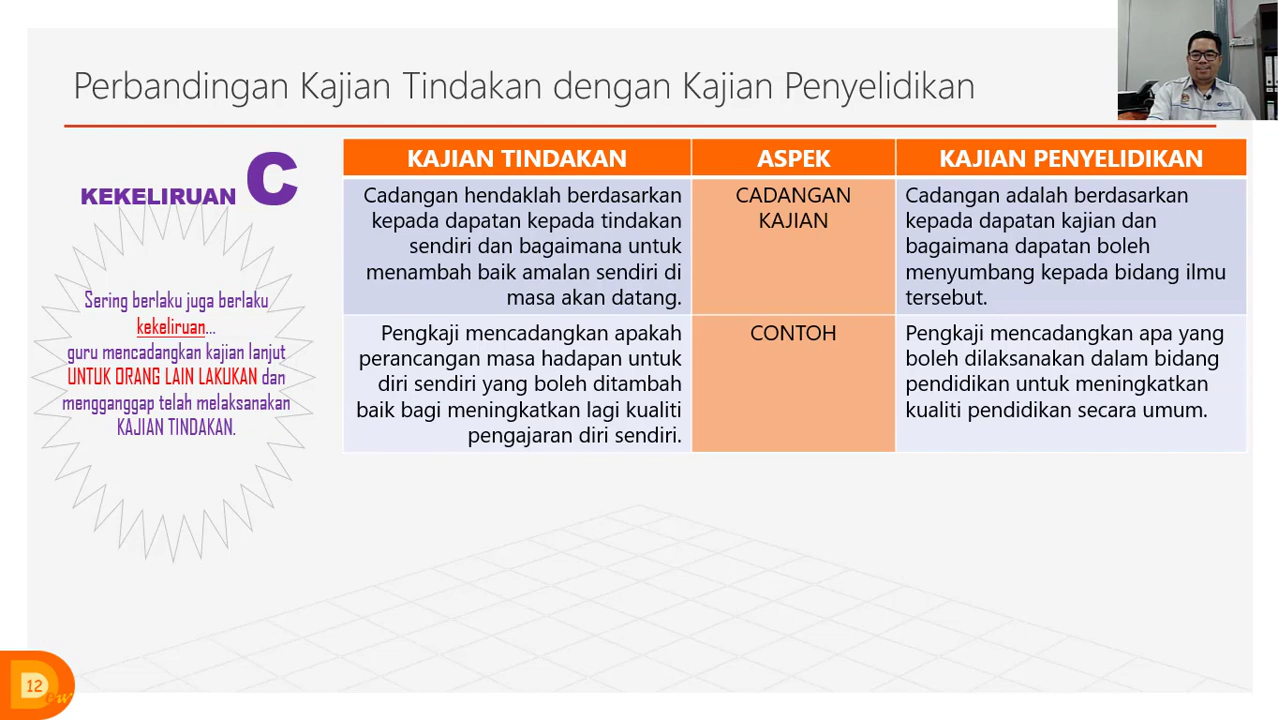 Perbandingan Kajian Tindakan dengan Kajian Penyelidikan
KEKELIRUAN C
Sering berlaku juga berlaku
kekeliruan...
guru mencadangkan kajian lanjut
UNTUK ORANG LAIN LAKUKAN dan
mengganggap telah melaksanakan
KAJIAN TINDAKAN.
KAJIAN TINDAKAN
ASPEK
KAJIAN PENYELIDIKAN
Cadangan hendaklah berdasarkan
kepada dapatan kepada tindakan
sendiri dan bagaimana untuk
menambah baik amalan sendiri di
masa akan datang.
CADANGAN
KAJIAN
Cadangan adalah berdasarkan
kepada dapatan kajian dan
bagaimana dapatan boleh
menyumbang kepada bidang ilmu
tersebut.
Pengkaji mencadangkan apakah
perancangan masa hadapan untuk
diri sendiri yang boleh ditambah
baik bagi meningkatkan lagi kualiti
pengajaran diri sendiri.
CONTOH
Pengkaji mencadangkan apa yang
boleh dilaksanakan dalam bidang
pendidikan untuk meningkatkan
kualiti pendidikan secara umum.
12